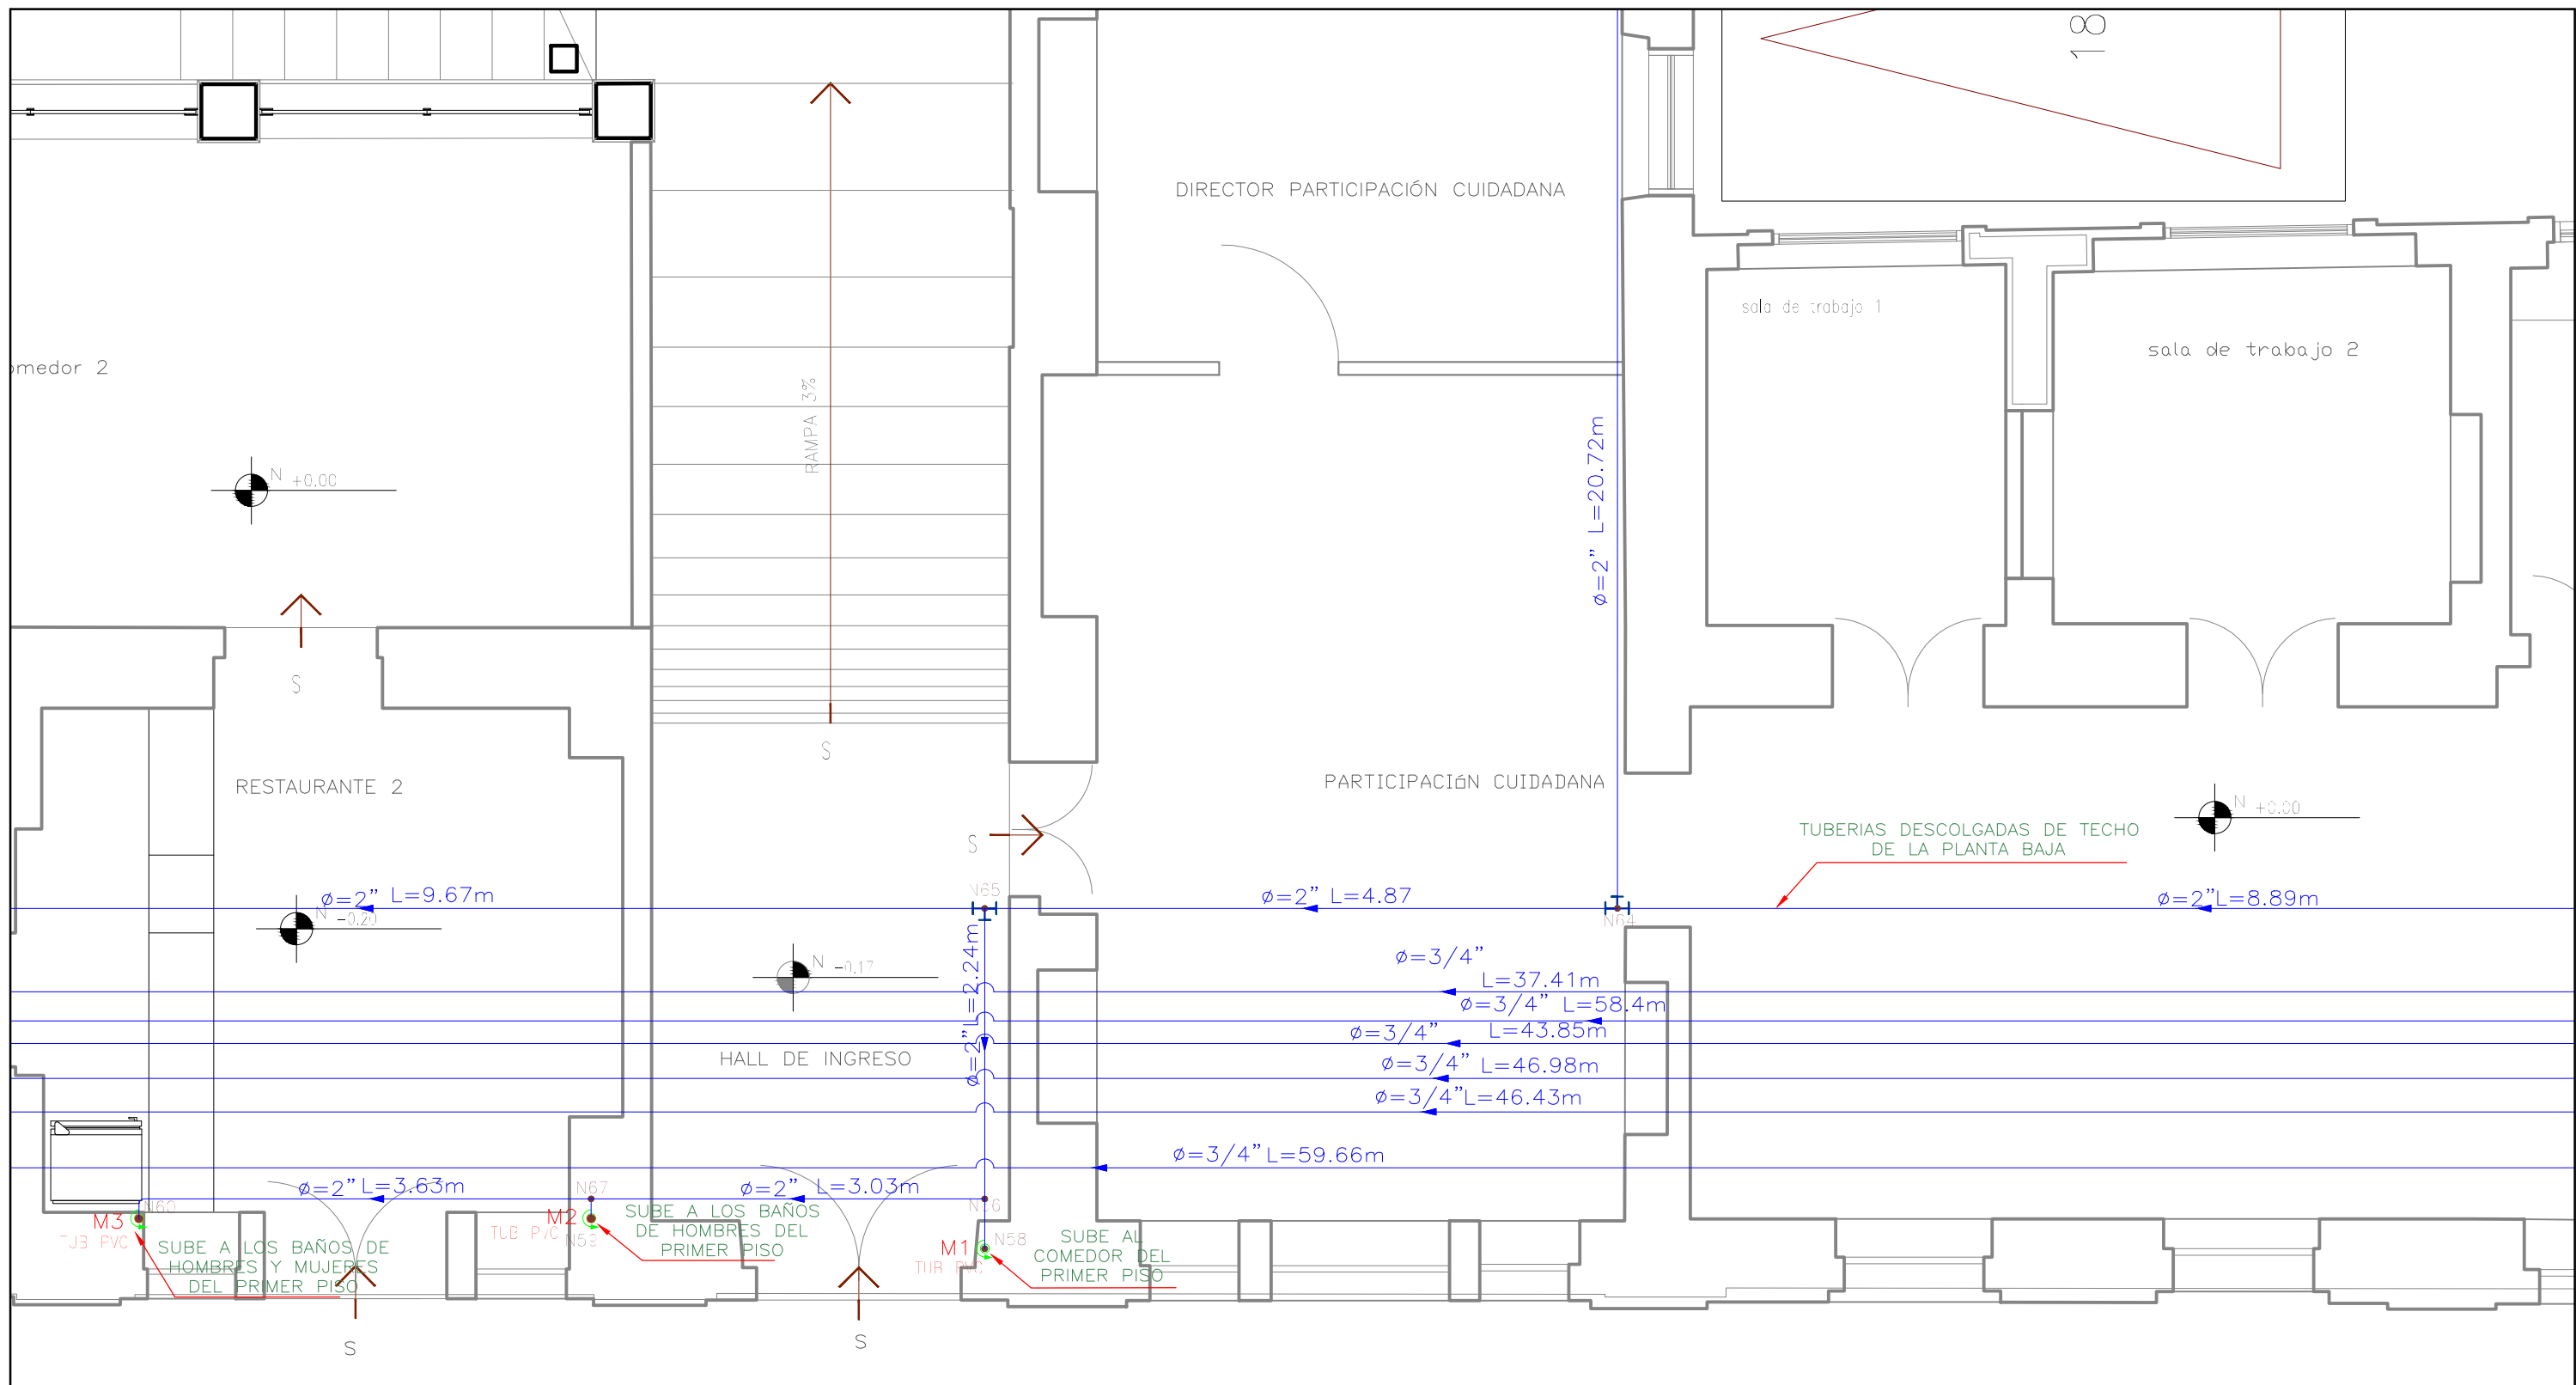 18
DIRECTOR PARTICIPACIÓN CUIDADANA
sala de trabajo 1
sala de trabajo 2
omedor 2
RAMPA 3%
N +0.00
ø=2” L=20.72m
S
S
RESTAURANTE 2
PARTICIPACIóN CUIDADANA
N +0.00
TUBERIAS DESCOLGADAS DE TECHO
DE LA PLANTA BAJA
S
ø=2” L=9.67m
N65
ø=2” L=4.87
N64
ø=2”L=8.89m
N -0.20
N -0.17
ø=2”L=2.24m
ø=3/4”
L=37.41m
ø=3/4” L=58.4m
ø=3/4” L=43.85m
HALL DE INGRESO
ø=3/4” L=46.98m
ø=3/4”L=46.43m
ø=3/4”L=59.66m
ø=2” L=3.63m
N67
ø=2” L=3.03m
N60
M3
TUB PVC
SUBE A LOS BAÑOS DE
HOMBRES Y MUJERES
DEL PRIMER PISO
M2
TUB PVC
N59
SUBE A LOS BAÑOS
DE HOMBRES DEL
PRIMER PISO
M1
TUB PVC
N58
SUBE AL
COMEDOR DEL
PRIMER PISO
S
S